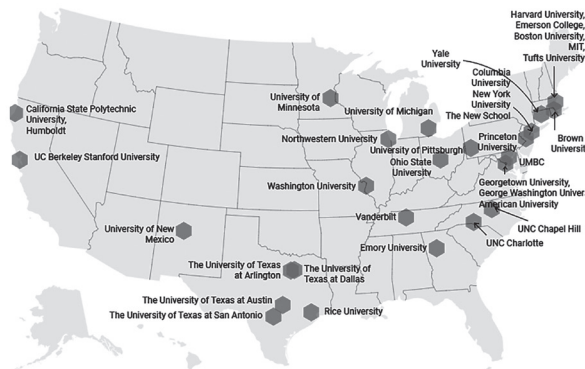 Harvard University,
Emerson College,
Boston University,
MIT,
Tufts University
Yale
University
Columbia
University
New York
University
The New School
Brown
Universit
Princeton
University
UMBC
Georgetown University,
George Washington Univer
American University
UNC Chapel Hill
UNC Charlotte
California State Polytechnic
University,
Humboldt
UC Berkeley Stanford University
University of
Minnesota
University of Michigan
Northwestern University
University of Pittsburgh
Ohio State
University
Washington University
Vanderbilt
Emory University
University of New
Mexico
The University of Texas
at Arlington
The University of
Texas at Dallas
The University of Texas at Austin
The University of Texas at San Antonio
Rice University